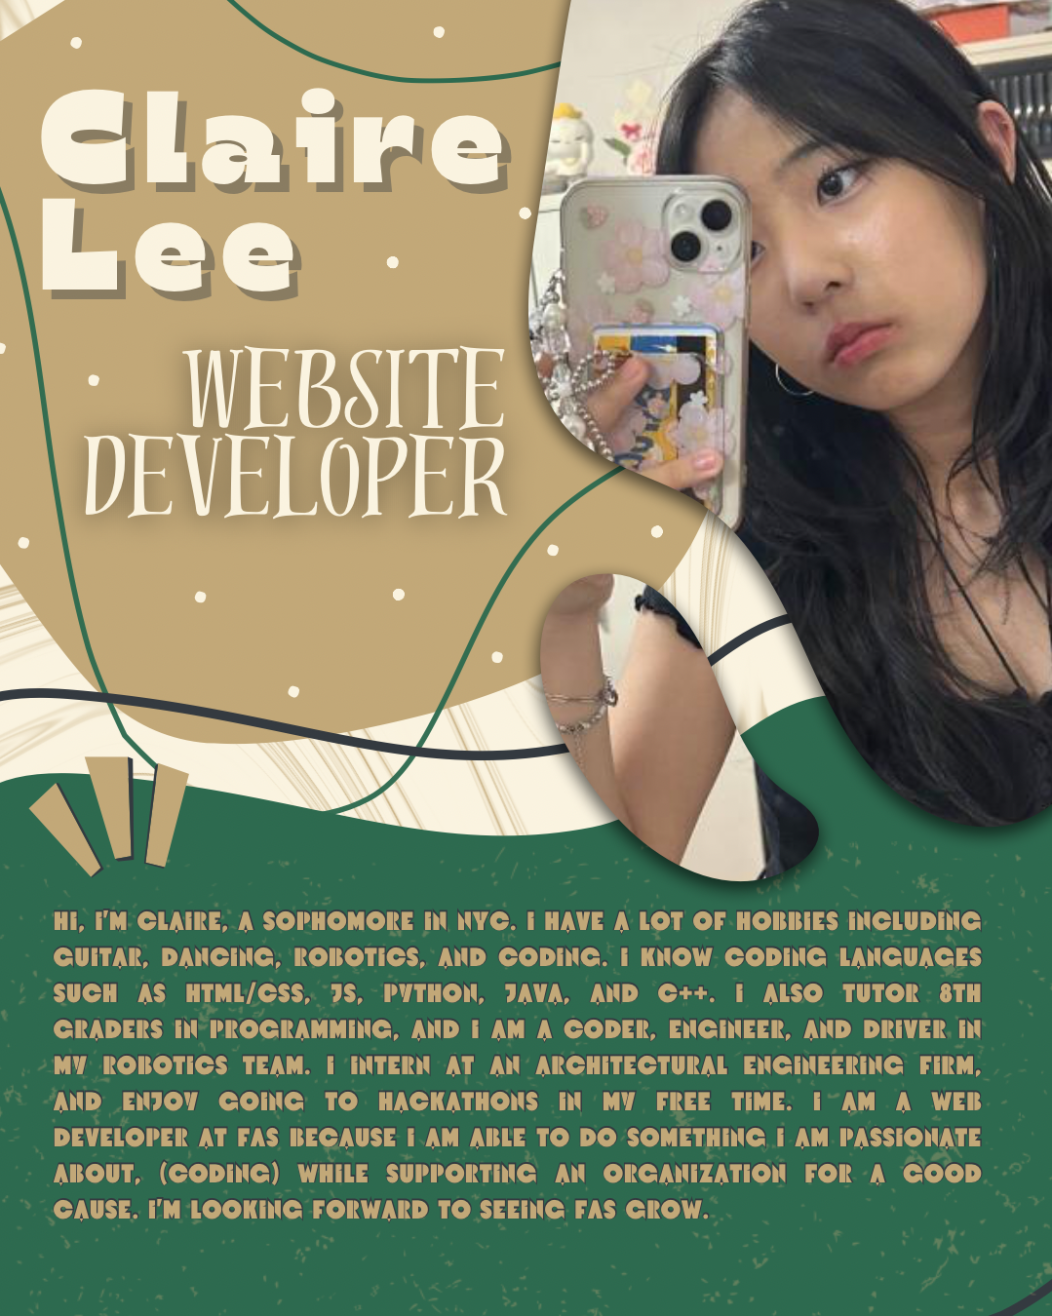 Claire
Lee
WEBSITE
DEVELOPER
HI, I'M CLAIRE, A SOPHOMORE IN NYC. I HAVE A LOT OF HOBBIES INCLUDING
GUITAR, DANCING, ROBOTICS, AND CODING. I KNOW CODING LANGUAGES
SUCH AS HTML/CSS, JS, PYTHON, JAVA, AND C++. I ALSO TUTOR 8TH
GRADERS IN PROGRAMMING, AND I AM A CODER, ENGINEER, AND DRIVER IN
MY ROBOTICS TEAM. I INTERN AT AN ARCHITECTURAL ENGINEERING FIRM,
AND ENJOY GOING TO HACKATHONS IN MY FREE TIME. I AM A WEB
DEVELOPER AT FAS BECAUSE I AM ABLE TO DO SOMETHING I AM PASSIONATE
ABOUT, (CODING) WHILE SUPPORTING AN ORGANIZATION FOR A GOOD
CAUSE. I'M LOOKING FORWARD TO SEEING FAS GROW.